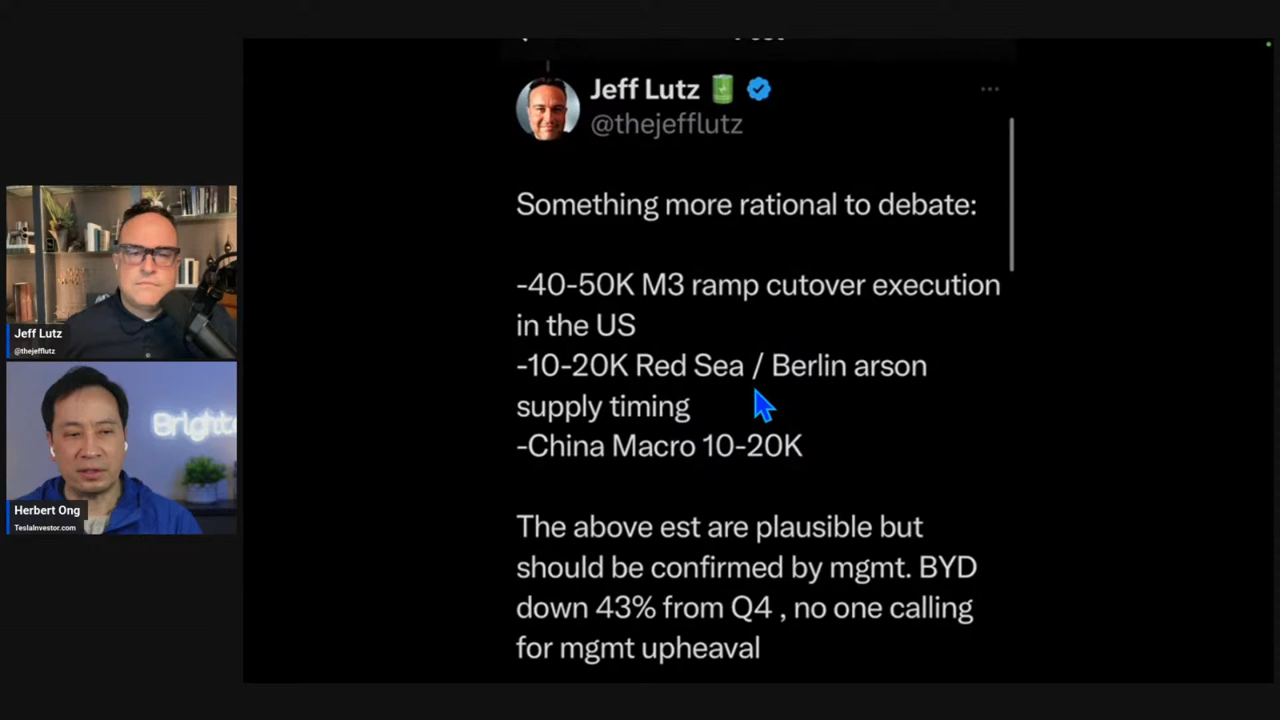 Jeff Lutz
@thejefflutz
Something more rational to debate:
-40-50K M3 ramp cutover execution
in the US
-10-20K Red Sea / Berlin arson
supply timing
-China Macro 10-20K
The above est are plausible but
should be confirmed by mgmt. BYD
down 43% from Q4 , no one calling
for mgmt upheaval
Jeff Lutz
@thejefflutz
Brighte
Herbert Ong
TeslaInvestor.com